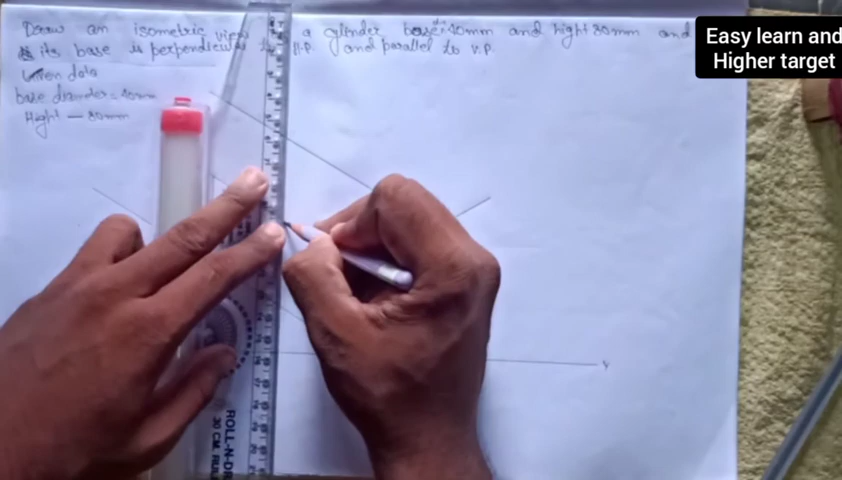 Draw an isometric view a cylinder base 40mm and hight 80mm and
its base is perpendicular to H.P. and parallel to V.P.
Given data
base diameter = 40mm
Hight — 80mm
Easy learn and
Higher target
ROLL-N-DR
30 CM. RUL